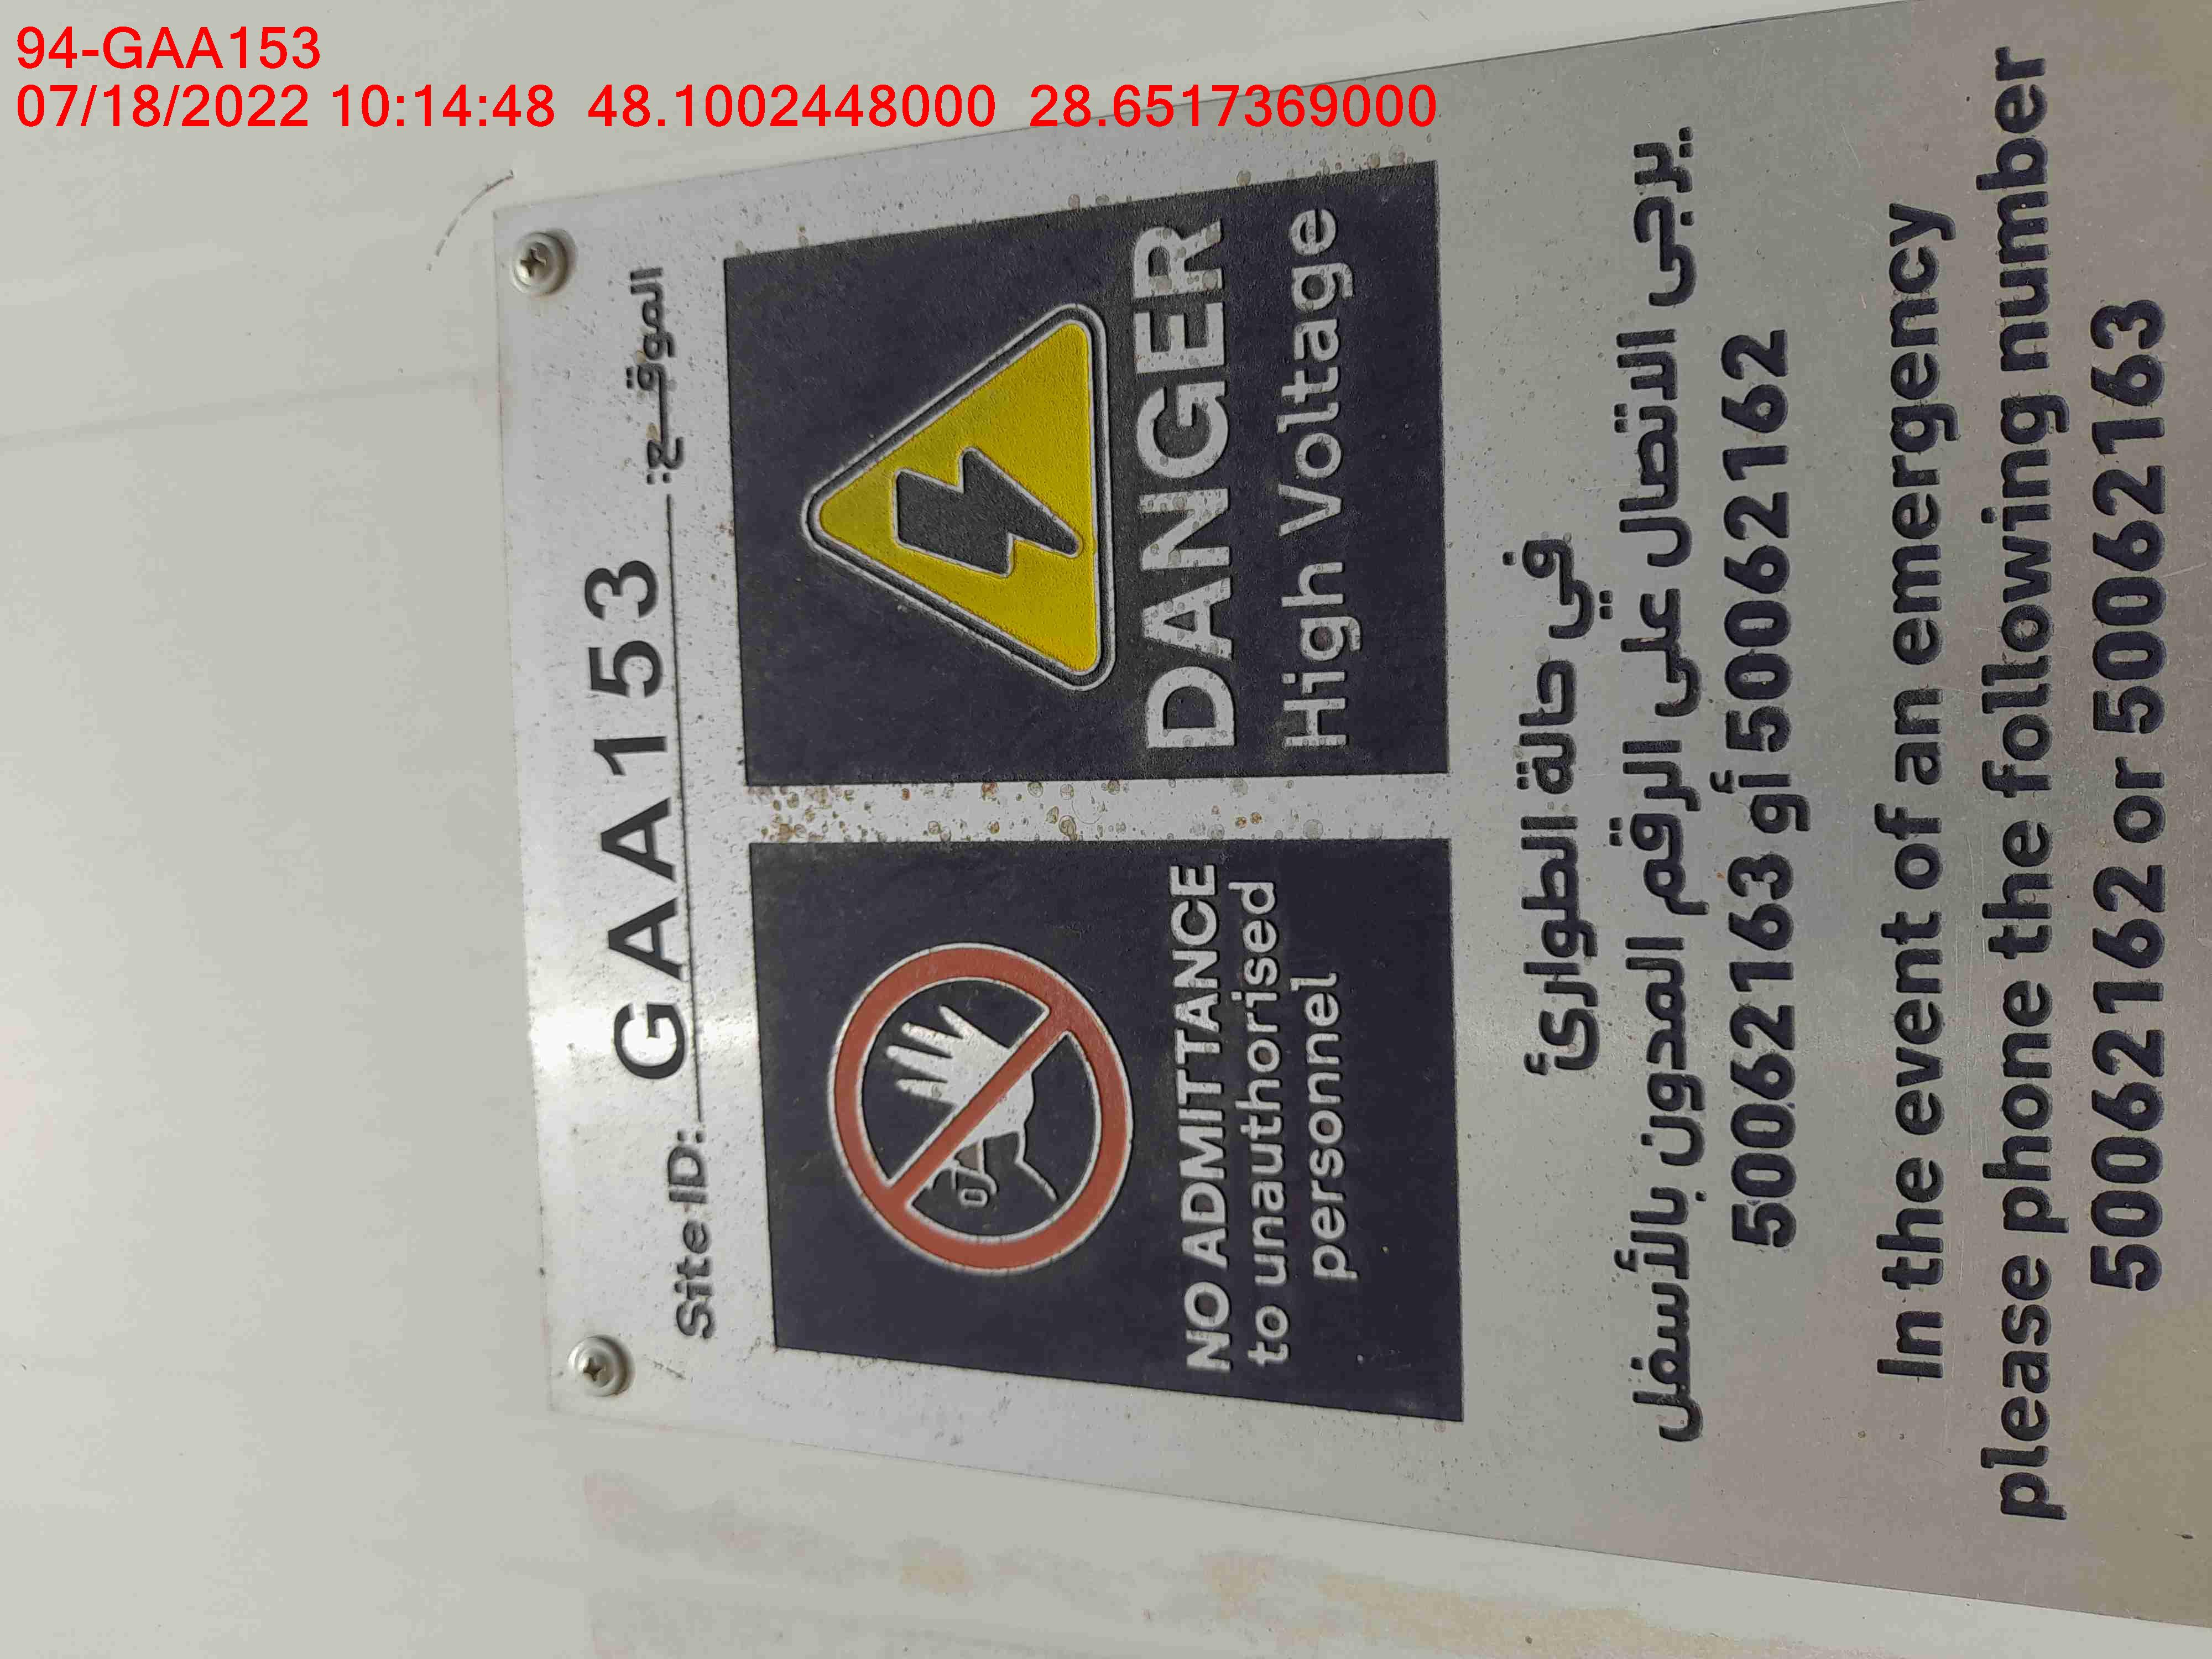 94-GAA153
07/18/2022 10:14:48 48.1002448000 28.6517369000
Site ID: GAA153 الموقـــع:
NO ADMITTANCE
to unauthorised
personnel
DANGER
High Voltage
في حالة الطوارئ
يرجى الاتصال على الرقم المدون بالأسفل
50062162 أو 50062163
In the event of an emergency
please phone the following number
50062162 or 50062163